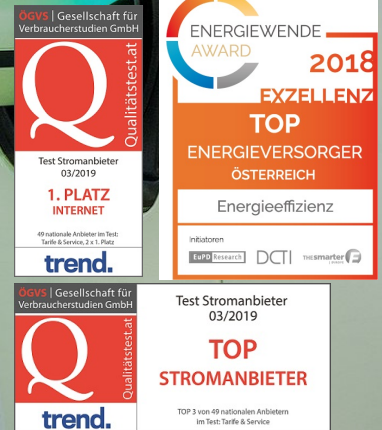 ÖGVS | Gesellschaft für
Verbraucherstudien GmbH
Q
Qualitätstest.at
Test Stromanbieter
03/2019
1. PLATZ
INTERNET
49 nationale Anbieter im Test:
Tarife & Service, 2 x 1. Platz
trend.
ENERGIEWENDE
AWARD
2018
EXZELLENZ
TOP
ENERGIEVERSORGER
ÖSTERREICH
Energieeffizienz
Initiatoren
EuPD Research
DCTI
THE smarter E
ÖGVS | Gesellschaft für
Verbraucherstudien GmbH
Q
Qualitätstest.at
trend.
Test Stromanbieter
03/2019
TOP
STROMANBIETER
TOP 3 von 49 nationalen Anbietern
im Test: Tarife & Service